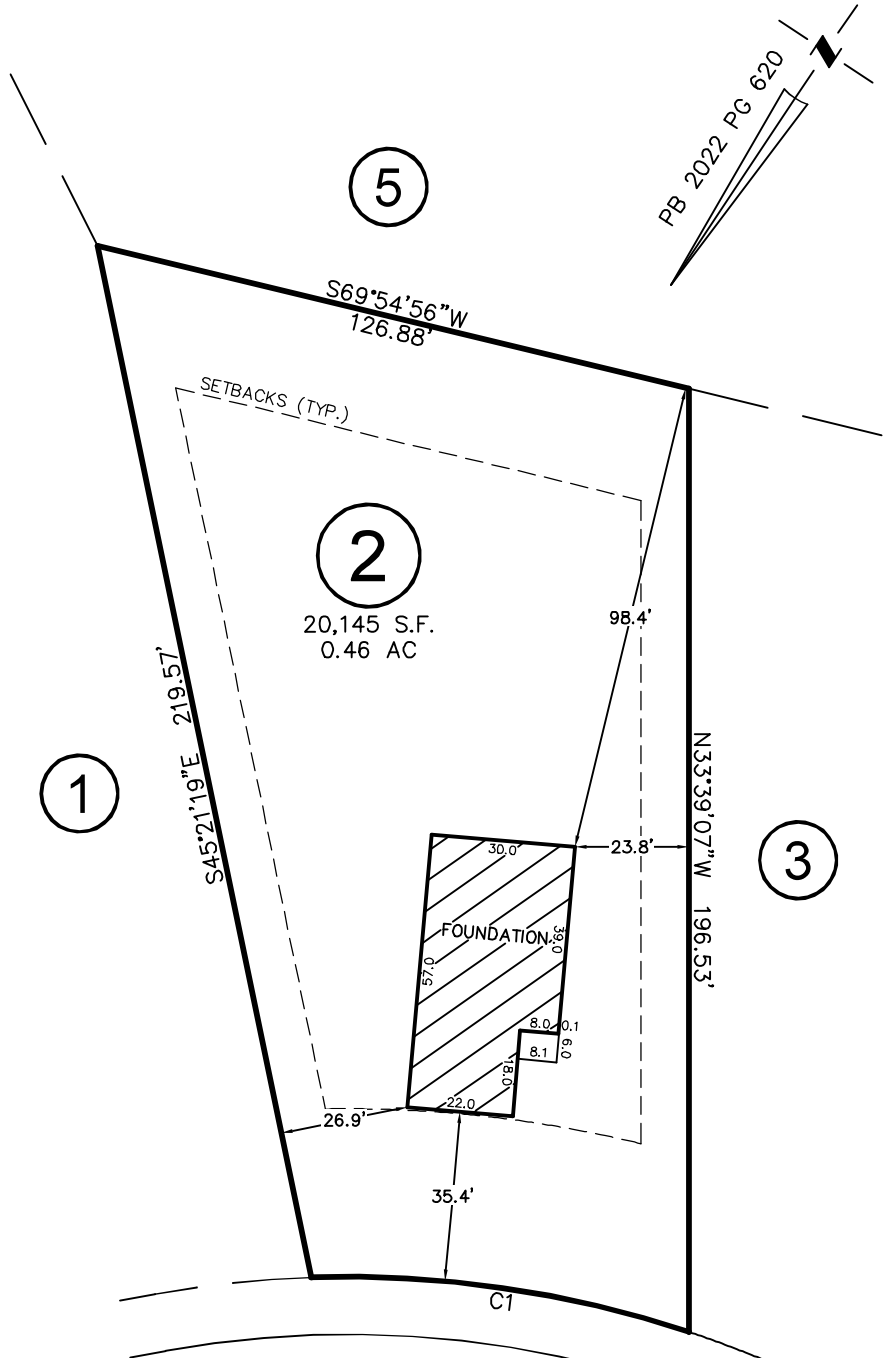 PB 2022 PG 620
5
S69°54'56"W
126.88'
SETBACKS (TYP.)
2
20,145 S.F.
0.46 AC
98.4'
S45°21'19"E 219.57'
N33°39'07"W 196.53'
1
3
30.0
23.8'
FOUNDATION
39.0
57.0
8.0
0.1
8.1
6.0
18.0
22.0
26.9'
35.4'
C1